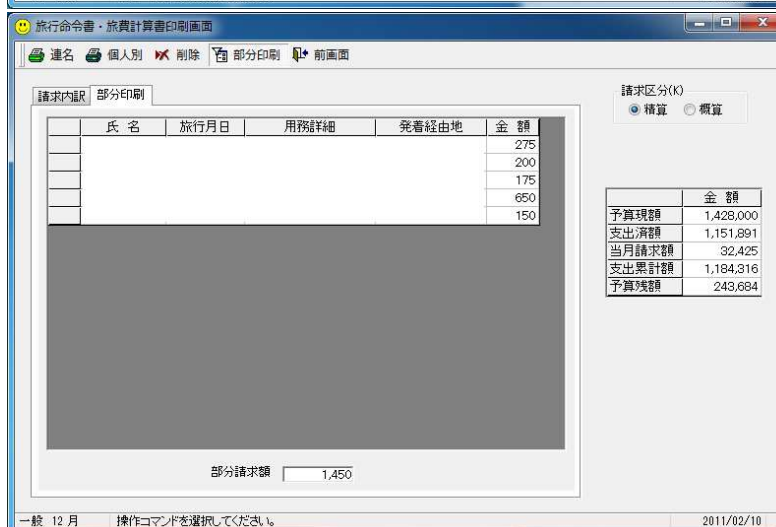 旅行命令書・旅費計算書印刷画面
連名 個人別 削除 部分印刷 前画面
請求内訳 部分印刷
氏 名 旅行月日 用務詳細 発着経由地 金 額
275
200
175
650
150
部分請求額 1,450
請求区分(K)
精算 概算
金 額
予算現額 1,428,000
支出済額 1,151,891
当月請求額 32,425
支出累計額 1,184,316
予算残額 243,684
一般 12 月 操作コマンドを選択してください。 2011/02/10